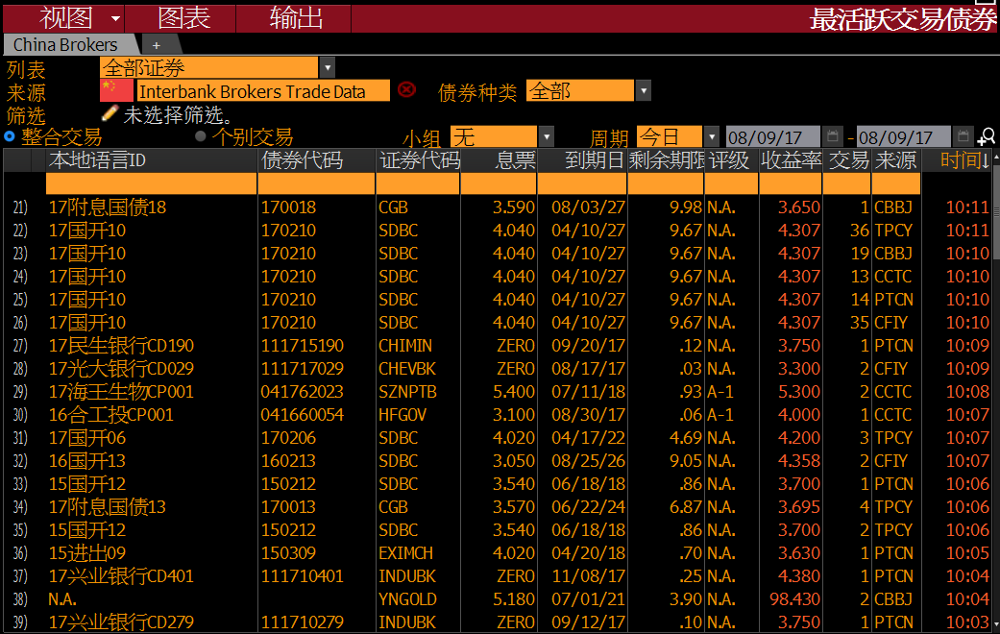 视图 图表 输出 最活跃交易债券
China Brokers +
列表 全部证券
来源 Interbank Brokers Trade Data 债券种类 全部
筛选 未选择筛选。
整合交易 个别交易 小组 无 周期 今日 08/09/17 - 08/09/17
本地语言ID 债券代码 证券代码 息票 到期日 剩余期限 评级 收益率 交易 来源 时间↓
21) 17附息国债18 170018 CGB 3.590 08/03/27 9.98 N.A. 3.650 1 CBBJ 10:11
22) 17国开10 170210 SDBC 4.040 04/10/27 9.67 N.A. 4.307 36 TPCY 10:11
23) 17国开10 170210 SDBC 4.040 04/10/27 9.67 N.A. 4.307 19 CBBJ 10:10
24) 17国开10 170210 SDBC 4.040 04/10/27 9.67 N.A. 4.307 13 CCTC 10:10
25) 17国开10 170210 SDBC 4.040 04/10/27 9.67 N.A. 4.307 14 PTCN 10:10
26) 17国开10 170210 SDBC 4.040 04/10/27 9.67 N.A. 4.307 35 CFIY 10:10
27) 17民生银行CD190 111715190 CHIMIN ZERO 09/20/17 .12 N.A. 3.750 1 PTCN 10:09
28) 17光大银行CD029 111717029 CHEVBK ZERO 08/17/17 .03 N.A. 3.300 2 CFIY 10:09
29) 17海王生物CP001 041762023 SZNPTB 5.400 07/11/18 .93 A-1 5.300 2 CCTC 10:08
30) 16合工投CP001 041660054 HFGOV 3.100 08/30/17 .06 A-1 4.000 1 CCTC 10:07
31) 17国开06 170206 SDBC 4.020 04/17/22 4.69 N.A. 4.200 3 TPCY 10:07
32) 16国开13 160213 SDBC 3.050 08/25/26 9.05 N.A. 4.358 2 CFIY 10:07
33) 15国开12 150212 SDBC 3.540 06/18/18 .86 N.A. 3.700 1 PTCN 10:06
34) 17附息国债13 170013 CGB 3.570 06/22/24 6.87 N.A. 3.695 4 TPCY 10:06
35) 15国开12 150212 SDBC 3.540 06/18/18 .86 N.A. 3.700 2 TPCY 10:06
36) 15进出09 150309 EXIMCH 4.020 04/20/18 .70 N.A. 3.630 1 PTCN 10:05
37) 17兴业银行CD401 111710401 INDUBK ZERO 11/08/17 .25 N.A. 4.380 1 PTCN 10:04
38) N.A. YNGOLD 5.180 07/01/21 3.90 N.A. 98.430 2 CBBJ 10:04
39) 17兴业银行CD279 111710279 INDUBK ZERO 09/12/17 .10 N.A. 3.750 1 PTCN 10:03